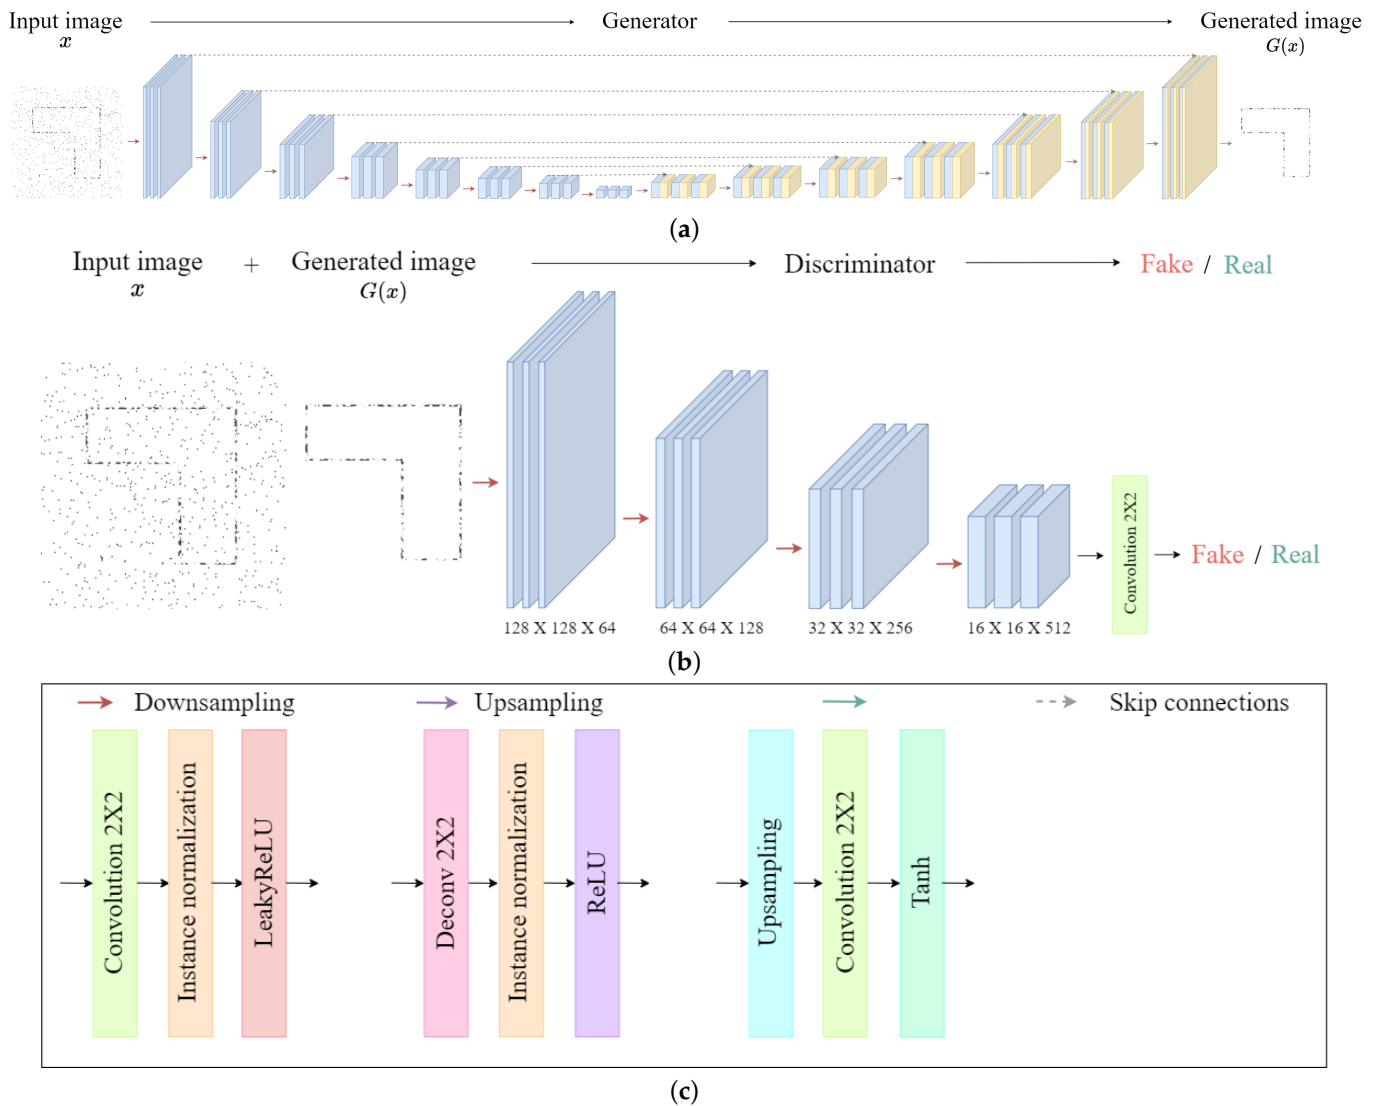 Input image
x
Generator
Generated image
G(x)
(a)
Input image
x
+
Generated image
G(x)
Discriminator
Fake / Real
Convolution 2X2
Fake / Real
128 X 128 X 64
64 X 64 X 128
32 X 32 X 256
16 X 16 X 512
(b)
Downsampling
Upsampling
Skip connections
Convolution 2X2
Instance normalization
LeakyReLU
Deconv 2X2
Instance normalization
ReLU
Upsampling
Convolution 2X2
Tanh
(c)